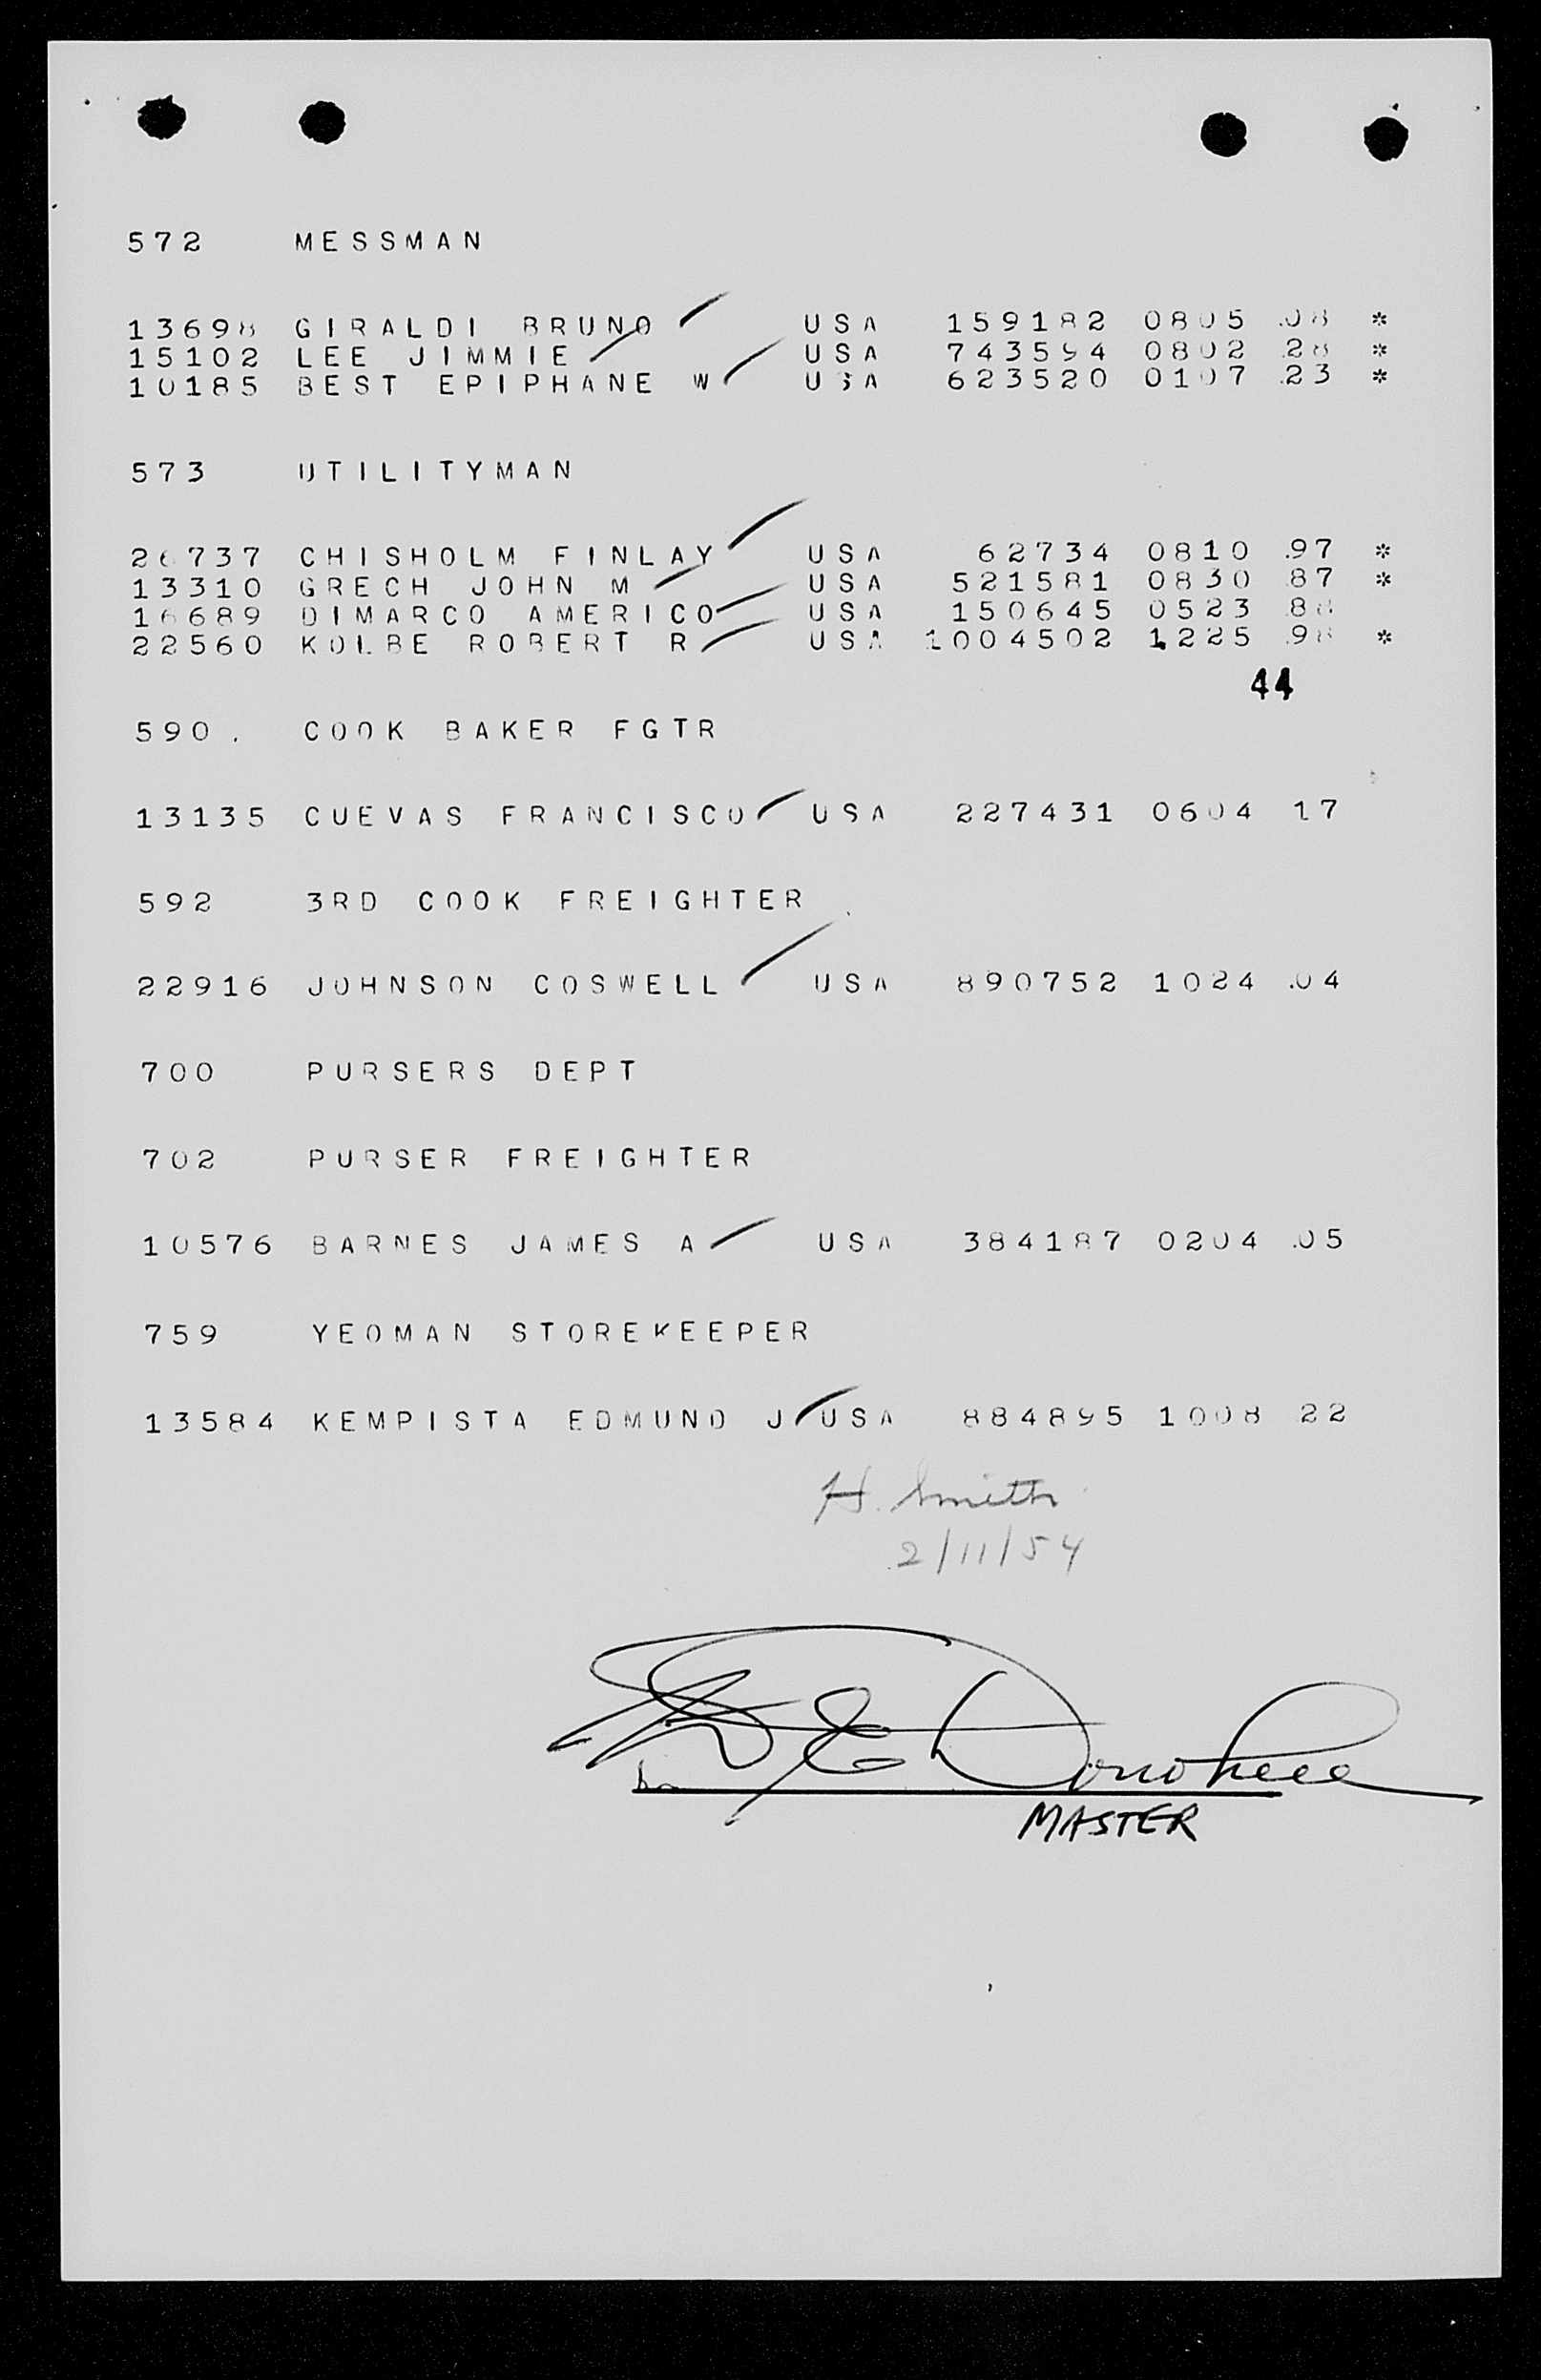 572 MESSMAN
13698 GIRALDI BRUNO USA 159182 0805 .08 *
15102 LEE JIMMIE USA 743594 0802 28 *
10185 BEST EPIPHANE W USA 623520 0107 .23 *
573 UTILITYMAN
26737 CHISHOLM FINLAY USA 62734 0810 .97 *
13310 GRECH JOHN M USA 521581 0830 87 *
16689 DIMARCO AMERICO USA 150645 0523
22560 KOLBE ROBERT R USA 1004502 1225 .98 *
44
590. COOK BAKER FGTR
13135 CUEVAS FRANCISCO USA 227431 0604 17
592 3RD COOK FREIGHTER
22916 JOHNSON COSWELL USA 890752 1024 .04
700 PURSERS DEPT
702 PURSER FREIGHTER
10576 BARNES JAMES A USA 384187 0204 .05
759 YEOMAN STOREKEEPER
13584 KEMPISTA EDMUND J USA 884895 1008 22
H. Smith
2/11/54
Donohue
MASTER